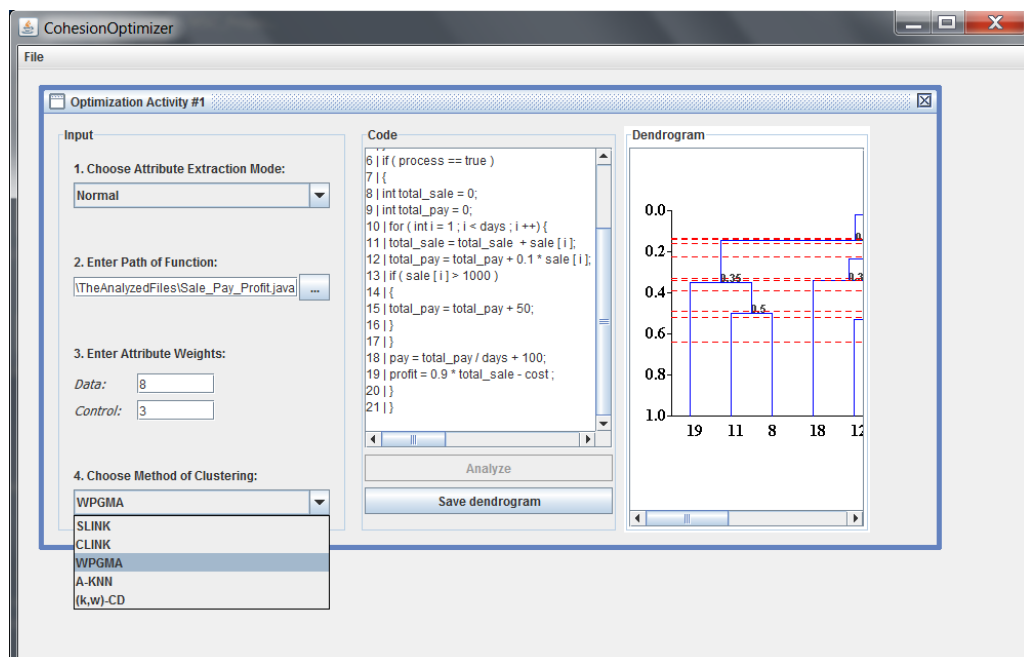 CohesionOptimizer
File
Optimization Activity #1
Input
1. Choose Attribute Extraction Mode:
Normal
2. Enter Path of Function:
\TheAnalyzedFiles\Sale_Pay_Profit.java
...
3. Enter Attribute Weights:
Data: 8
Control: 3
4. Choose Method of Clustering:
WPGMA
SLINK
CLINK
WPGMA
A-KNN
(k,w)-CD
Code
6 | if ( process == true )
7 | {
8 | int total_sale = 0;
9 | int total_pay = 0;
10 | for ( int i = 1 ; i < days ; i ++) {
11 | total_sale = total_sale + sale [ i ];
12 | total_pay = total_pay + 0.1 * sale [ i ];
13 | if ( sale [ i ] > 1000 )
14 | {
15 | total_pay = total_pay + 50;
16 | }
17 | }
18 | pay = total_pay / days + 100;
19 | profit = 0.9 * total_sale - cost ;
20 | }
21 | }
Analyze
Save dendrogram
Dendrogram
0.0
0.2
0.35
0.4
0.5
0.6
0.8
1.0
19 11 8 18 12